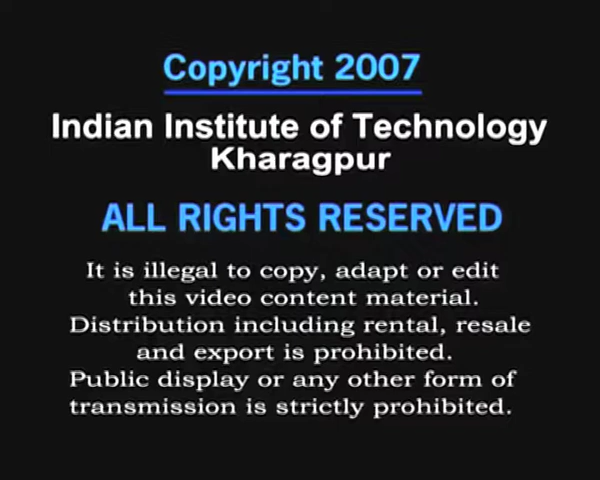 Copyright 2007
Indian Institute of Technology
Kharagpur
ALL RIGHTS RESERVED
It is illegal to copy, adapt or edit
this video content material.
Distribution including rental, resale
and export is prohibited.
Public display or any other form of
transmission is strictly prohibited.